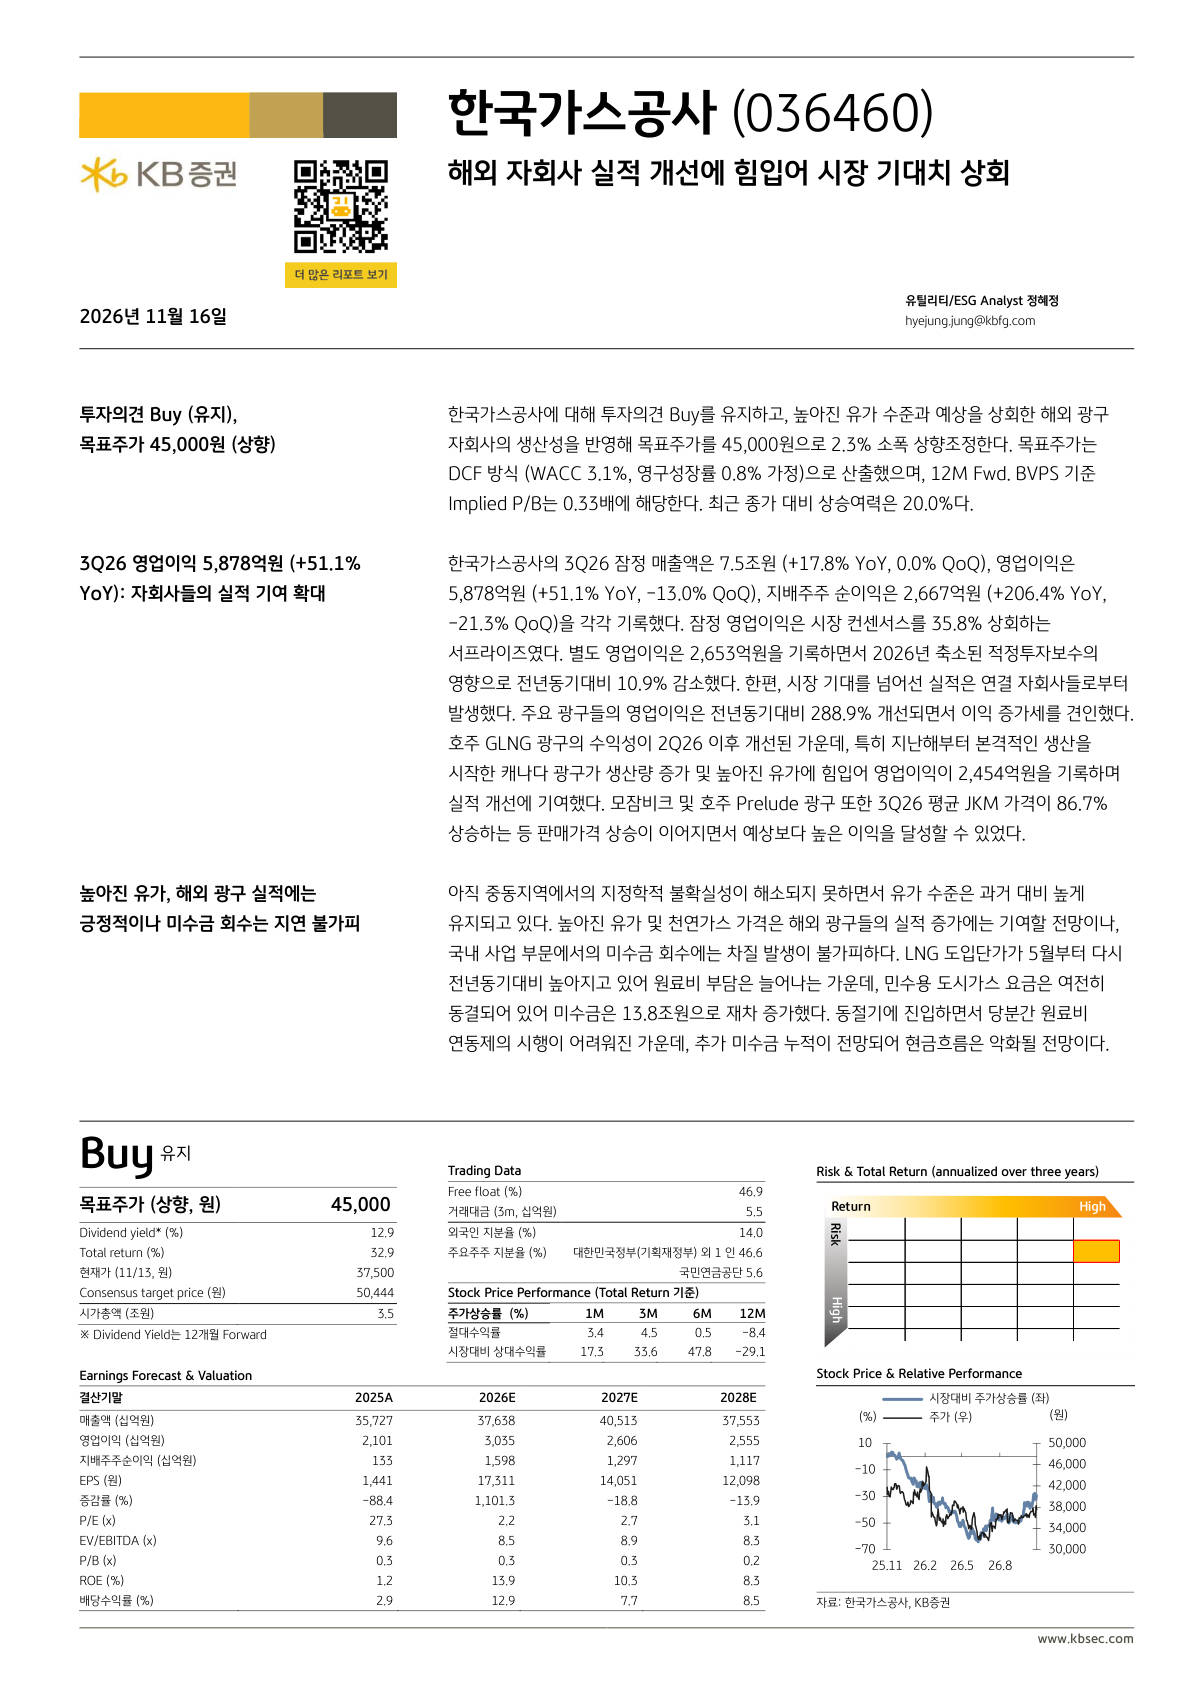 한국가스공사 (036460)
해외 자회사 실적 개선에 힘입어 시장 기대치 상회
KB증권
더 많은 리포트 보기
2026년 11월 16일
유틸리티/ESG Analyst 정혜정
hyejung.jung@kbfg.com
투자의견 Buy (유지),
목표주가 45,000원 (상향)
한국가스공사에 대해 투자의견 Buy를 유지하고, 높아진 유가 수준과 예상을 상회한 해외 광구
자회사의 생산성을 반영해 목표주가를 45,000원으로 2.3% 소폭 상향조정한다. 목표주가는
DCF 방식 (WACC 3.1%, 영구성장률 0.8% 가정)으로 산출했으며, 12M Fwd. BVPS 기준
Implied P/B는 0.33배에 해당한다. 최근 종가 대비 상승여력은 20.0%다.
3Q26 영업이익 5,878억원 (+51.1%
YoY): 자회사들의 실적 기여 확대
한국가스공사의 3Q26 잠정 매출액은 7.5조원 (+17.8% YoY, 0.0% QoQ), 영업이익은
5,878억원 (+51.1% YoY, -13.0% QoQ), 지배주주 순이익은 2,667억원 (+206.4% YoY,
-21.3% QoQ)을 각각 기록했다. 잠정 영업이익은 시장 컨센서스를 35.8% 상회하는
서프라이즈였다. 별도 영업이익은 2,653억원을 기록하면서 2026년 축소된 적정투자보수의
영향으로 전년동기대비 10.9% 감소했다. 한편, 시장 기대를 넘어선 실적은 연결 자회사들로부터
발생했다. 주요 광구들의 영업이익은 전년동기대비 288.9% 개선되면서 이익 증가세를 견인했다.
호주 GLNG 광구의 수익성이 2Q26 이후 개선된 가운데, 특히 지난해부터 본격적인 생산을
시작한 캐나다 광구가 생산량 증가 및 높아진 유가에 힘입어 영업이익이 2,454억원을 기록하며
실적 개선에 기여했다. 모잠비크 및 호주 Prelude 광구 또한 3Q26 평균 JKM 가격이 86.7%
상승하는 등 판매가격 상승이 이어지면서 예상보다 높은 이익을 달성할 수 있었다.
높아진 유가, 해외 광구 실적에는
긍정적이나 미수금 회수는 지연 불가피
아직 중동지역에서의 지정학적 불확실성이 해소되지 못하면서 유가 수준은 과거 대비 높게
유지되고 있다. 높아진 유가 및 천연가스 가격은 해외 광구들의 실적 증가에는 기여할 전망이나,
국내 사업 부문에서의 미수금 회수에는 차질 발생이 불가피하다. LNG 도입단가가 5월부터 다시
전년동기대비 높아지고 있어 원료비 부담은 늘어나는 가운데, 민수용 도시가스 요금은 여전히
동결되어 있어 미수금은 13.8조원으로 재차 증가했다. 동절기에 진입하면서 당분간 원료비
연동제의 시행이 어려워진 가운데, 추가 미수금 누적이 전망되어 현금흐름은 악화될 전망이다.
Buy 유지
목표주가 (상향, 원) 45,000
Dividend yield* (%) 12.9
Total return (%) 32.9
현재가 (11/13, 원) 37,500
Consensus target price (원) 50,444
시가총액 (조원) 3.5
※ Dividend Yield는 12개월 Forward
Trading Data
Free float (%) 46.9
거래대금 (3m, 십억원) 5.5
외국인 지분율 (%) 14.0
주요주주 지분율 (%) 대한민국정부(기획재정부) 외 1 인 46.6
국민연금공단 5.6
Stock Price Performance (Total Return 기준)
주가상승률 (%) 1M 3M 6M 12M
절대수익률 3.4 4.5 0.5 -8.4
시장대비 상대수익률 17.3 33.6 47.8 -29.1
Risk & Total Return (annualized over three years)
Return High
Risk
High
Earnings Forecast & Valuation
결산기말 2025A 2026E 2027E 2028E
매출액 (십억원) 35,727 37,638 40,513 37,553
영업이익 (십억원) 2,101 3,035 2,606 2,555
지배주주순이익 (십억원) 133 1,598 1,297 1,117
EPS (원) 1,441 17,311 14,051 12,098
증감률 (%) -88.4 1,101.3 -18.8 -13.9
P/E (x) 27.3 2.2 2.7 3.1
EV/EBITDA (x) 9.6 8.5 8.9 8.3
P/B (x) 0.3 0.3 0.3 0.2
ROE (%) 1.2 13.9 10.3 8.3
배당수익률 (%) 2.9 12.9 7.7 8.5
Stock Price & Relative Performance
시장대비 주가상승률 (좌)
(%) 주가 (우) (원)
10 50,000
46,000
-10 42,000
-30 38,000
-50 34,000
-70 30,000
25.11 26.2 26.5 26.8
자료: 한국가스공사, KB증권
www.kbsec.com